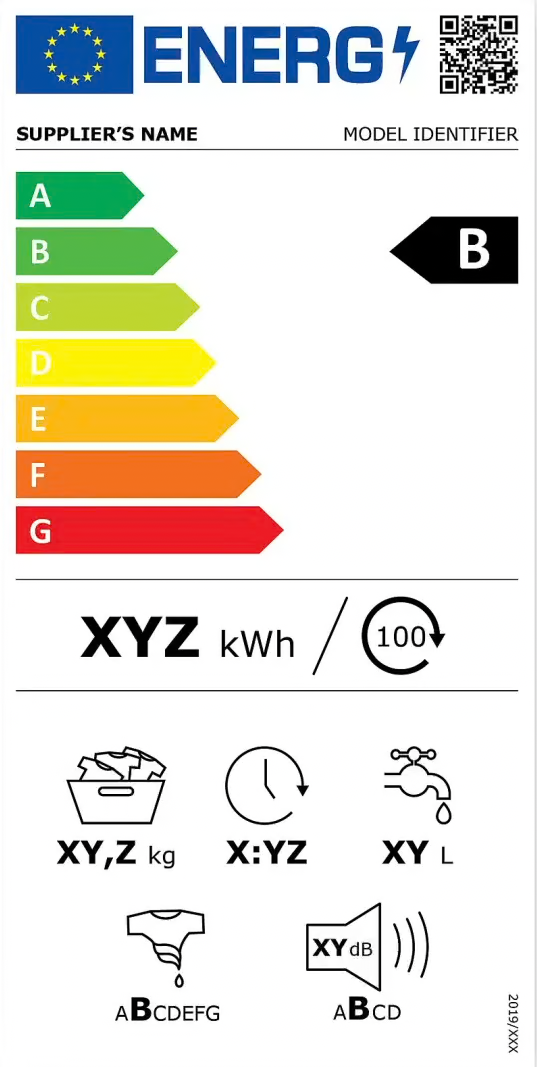 ENERG
SUPPLIER'S NAME MODEL IDENTIFIER
A
B B
C
D
E
F
G
XYZ kWh / 100
XY,Z kg X:YZ XY L
XY dB
ABCDEFG ABCD
2019/XXX